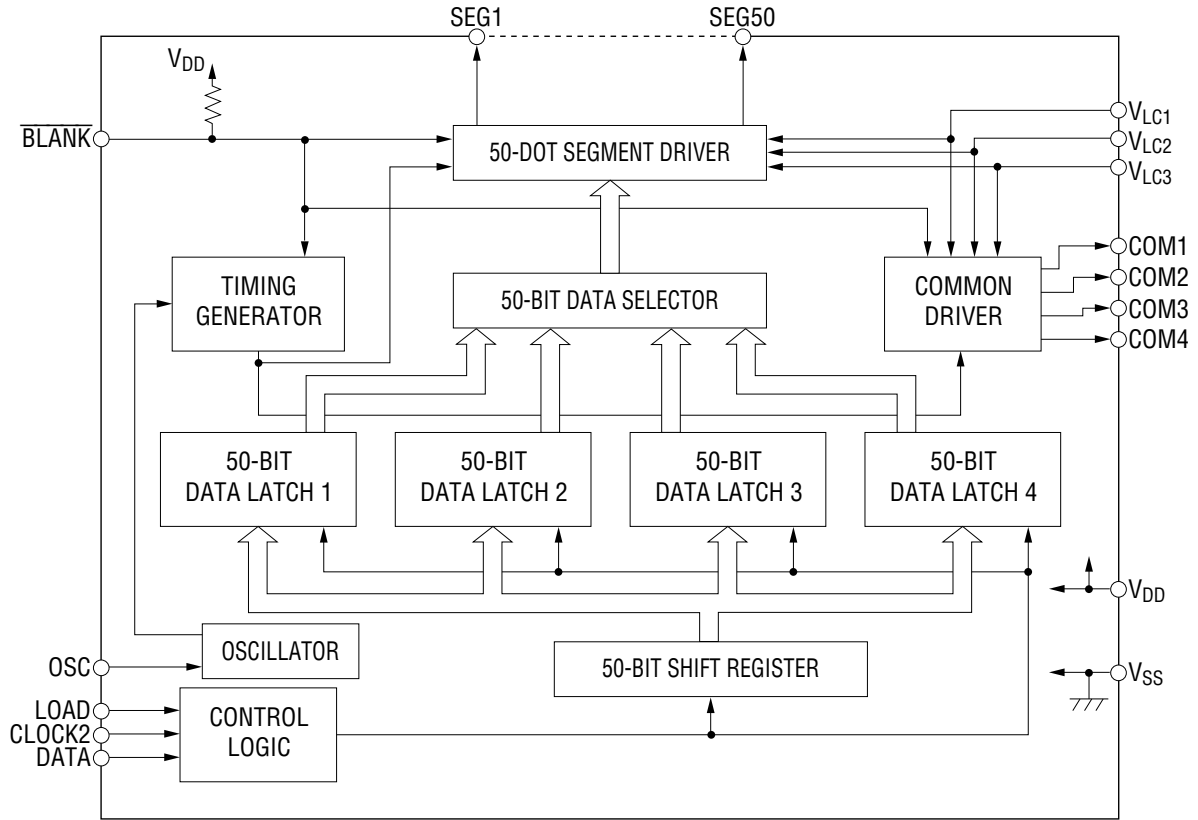 SEG1
SEG50
VDD
BLANK
50-DOT SEGMENT DRIVER
VLC1
VLC2
VLC3
TIMING
GENERATOR
50-BIT DATA SELECTOR
COMMON
DRIVER
COM1
COM2
COM3
COM4
50-BIT
DATA LATCH 1
50-BIT
DATA LATCH 2
50-BIT
DATA LATCH 3
50-BIT
DATA LATCH 4
VDD
OSCILLATOR
OSC
50-BIT SHIFT REGISTER
VSS
LOAD
CLOCK2
DATA
CONTROL
LOGIC